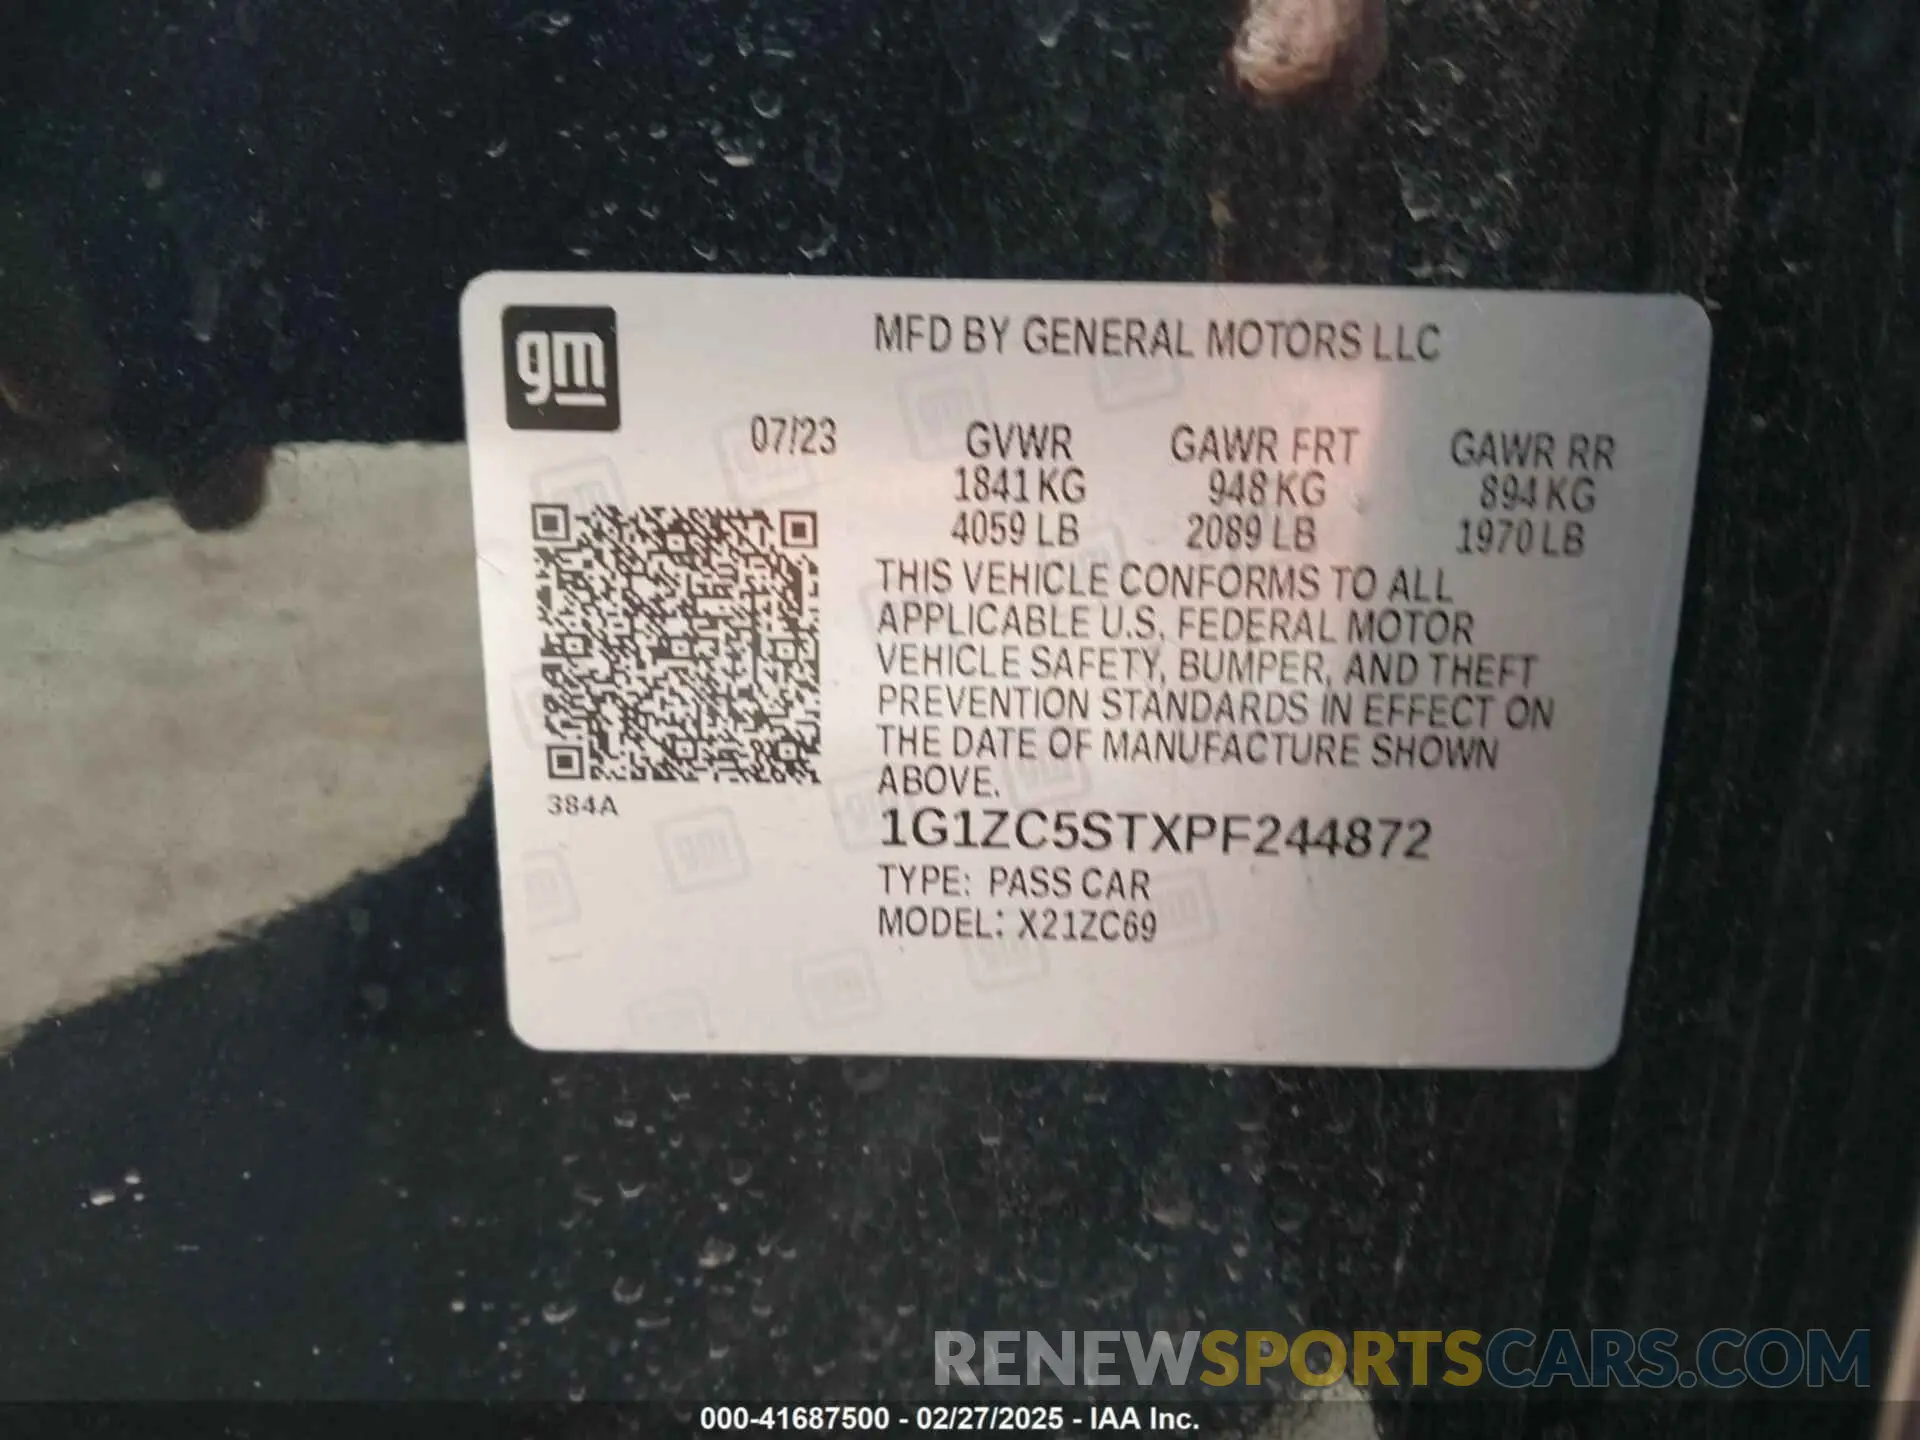 gm
MFD BY GENERAL MOTORS LLC
07/23
GVWR GAWR FRT GAWR RR
1841 KG 948 KG 894 KG
4059 LB 2089 LB 1970 LB
THIS VEHICLE CONFORMS TO ALL
APPLICABLE U.S. FEDERAL MOTOR
VEHICLE SAFETY, BUMPER, AND THEFT
PREVENTION STANDARDS IN EFFECT ON
THE DATE OF MANUFACTURE SHOWN
ABOVE.
384A
1G1ZC5STXPF244872
TYPE: PASS CAR
MODEL: X21ZC69
RENEWSPORTSCARS.COM
000-41687500 - 02/27/2025 - IAA Inc.